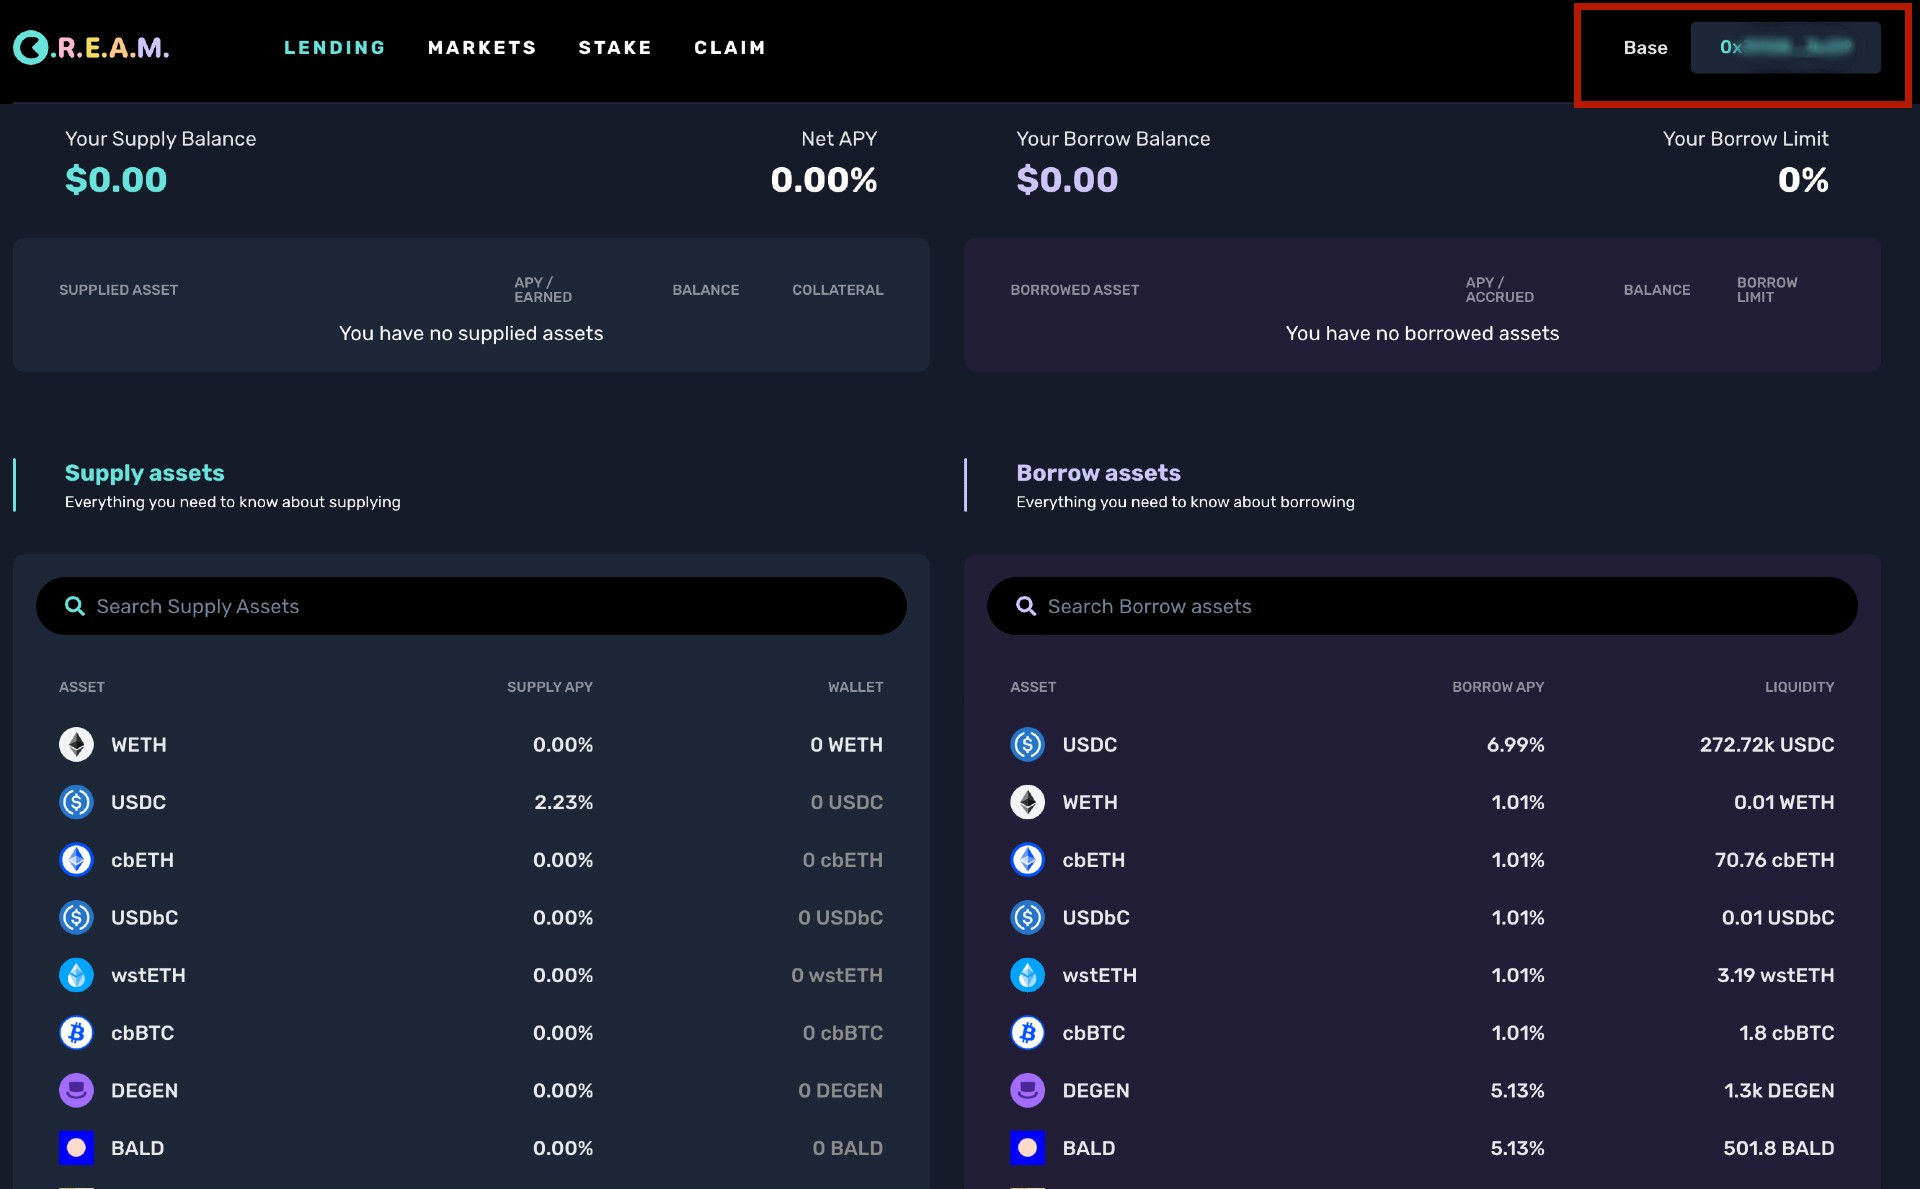 C.R.E.A.M.
LENDING MARKETS STAKE CLAIM
Base
0x
Your Supply Balance
$0.00
Net APY
0.00%
Your Borrow Balance
$0.00
Your Borrow Limit
0%
SUPPLIED ASSET APY / EARNED BALANCE COLLATERAL
You have no supplied assets
BORROWED ASSET APY / ACCRUED BALANCE BORROW LIMIT
You have no borrowed assets
Supply assets
Everything you need to know about supplying
Borrow assets
Everything you need to know about borrowing
Search Supply Assets
ASSET SUPPLY APY WALLET
WETH 0.00% 0 WETH
USDC 2.23% 0 USDC
cbETH 0.00% 0 cbETH
USDbC 0.00% 0 USDbC
wstETH 0.00% 0 wstETH
cbBTC 0.00% 0 cbBTC
DEGEN 0.00% 0 DEGEN
BALD 0.00% 0 BALD
Search Borrow assets
ASSET BORROW APY LIQUIDITY
USDC 6.99% 272.72k USDC
WETH 1.01% 0.01 WETH
cbETH 1.01% 70.76 cbETH
USDbC 1.01% 0.01 USDbC
wstETH 1.01% 3.19 wstETH
cbBTC 1.01% 1.8 cbBTC
DEGEN 5.13% 1.3k DEGEN
BALD 5.13% 501.8 BALD